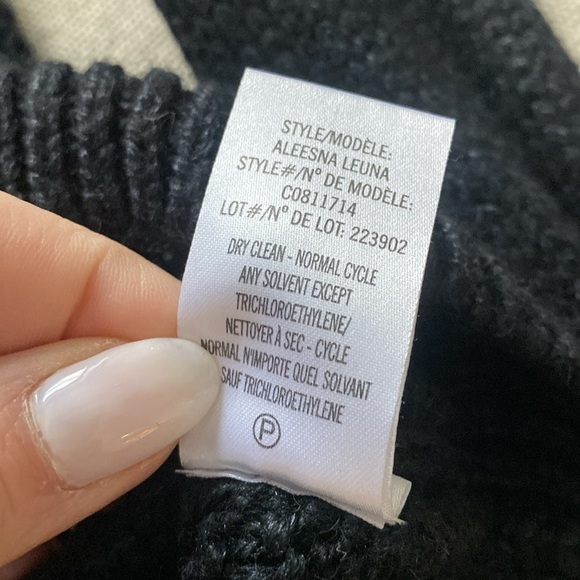 STYLE/MODÈLE:
ALEESNA LEUNA
STYLE#/Nº DE MODÈLE:
C0811714
LOT#/Nº DE LOT: 223902
DRY CLEAN - NORMAL CYCLE
ANY SOLVENT EXCEPT
TRICHLOROETHYLENE/
NETTOYER À SEC - CYCLE
NORMAL N'IMPORTE QUEL SOLVANT
SAUF TRICHLOROETHYLENE
P